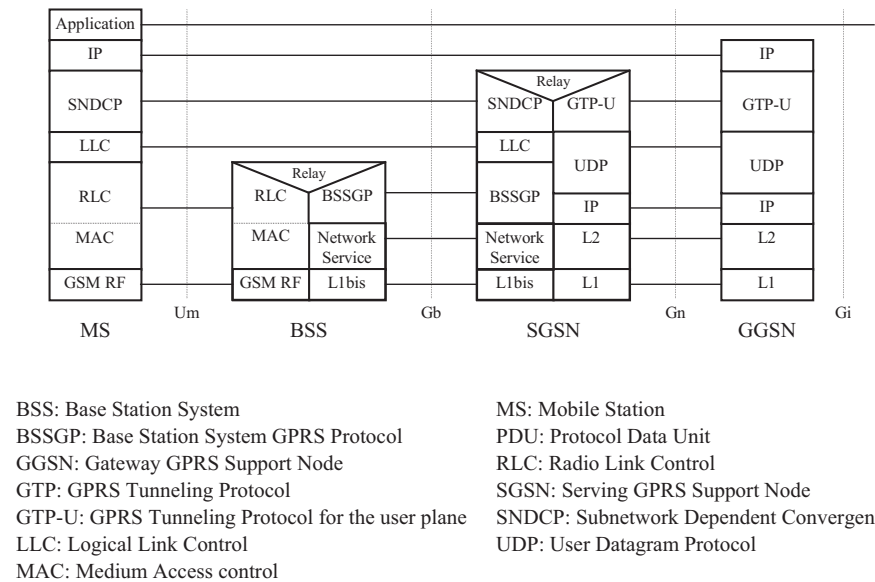 Application
IP
IP
Relay
SNDCP
SNDCP
GTP-U
GTP-U
LLC
LLC
UDP
UDP
Relay
RLC
RLC
BSSGP
BSSGP
IP
IP
MAC
MAC
Network
Service
Network
Service
L2
L2
GSM RF
GSM RF
L1bis
L1bis
L1
L1
Um
Gb
Gn
Gi
MS
BSS
SGSN
GGSN
BSS: Base Station System
BSSGP: Base Station System GPRS Protocol
GGSN: Gateway GPRS Support Node
GTP: GPRS Tunneling Protocol
GTP-U: GPRS Tunneling Protocol for the user plane
LLC: Logical Link Control
MAC: Medium Access control
MS: Mobile Station
PDU: Protocol Data Unit
RLC: Radio Link Control
SGSN: Serving GPRS Support Node
SNDCP: Subnetwork Dependent Convergen
UDP: User Datagram Protocol